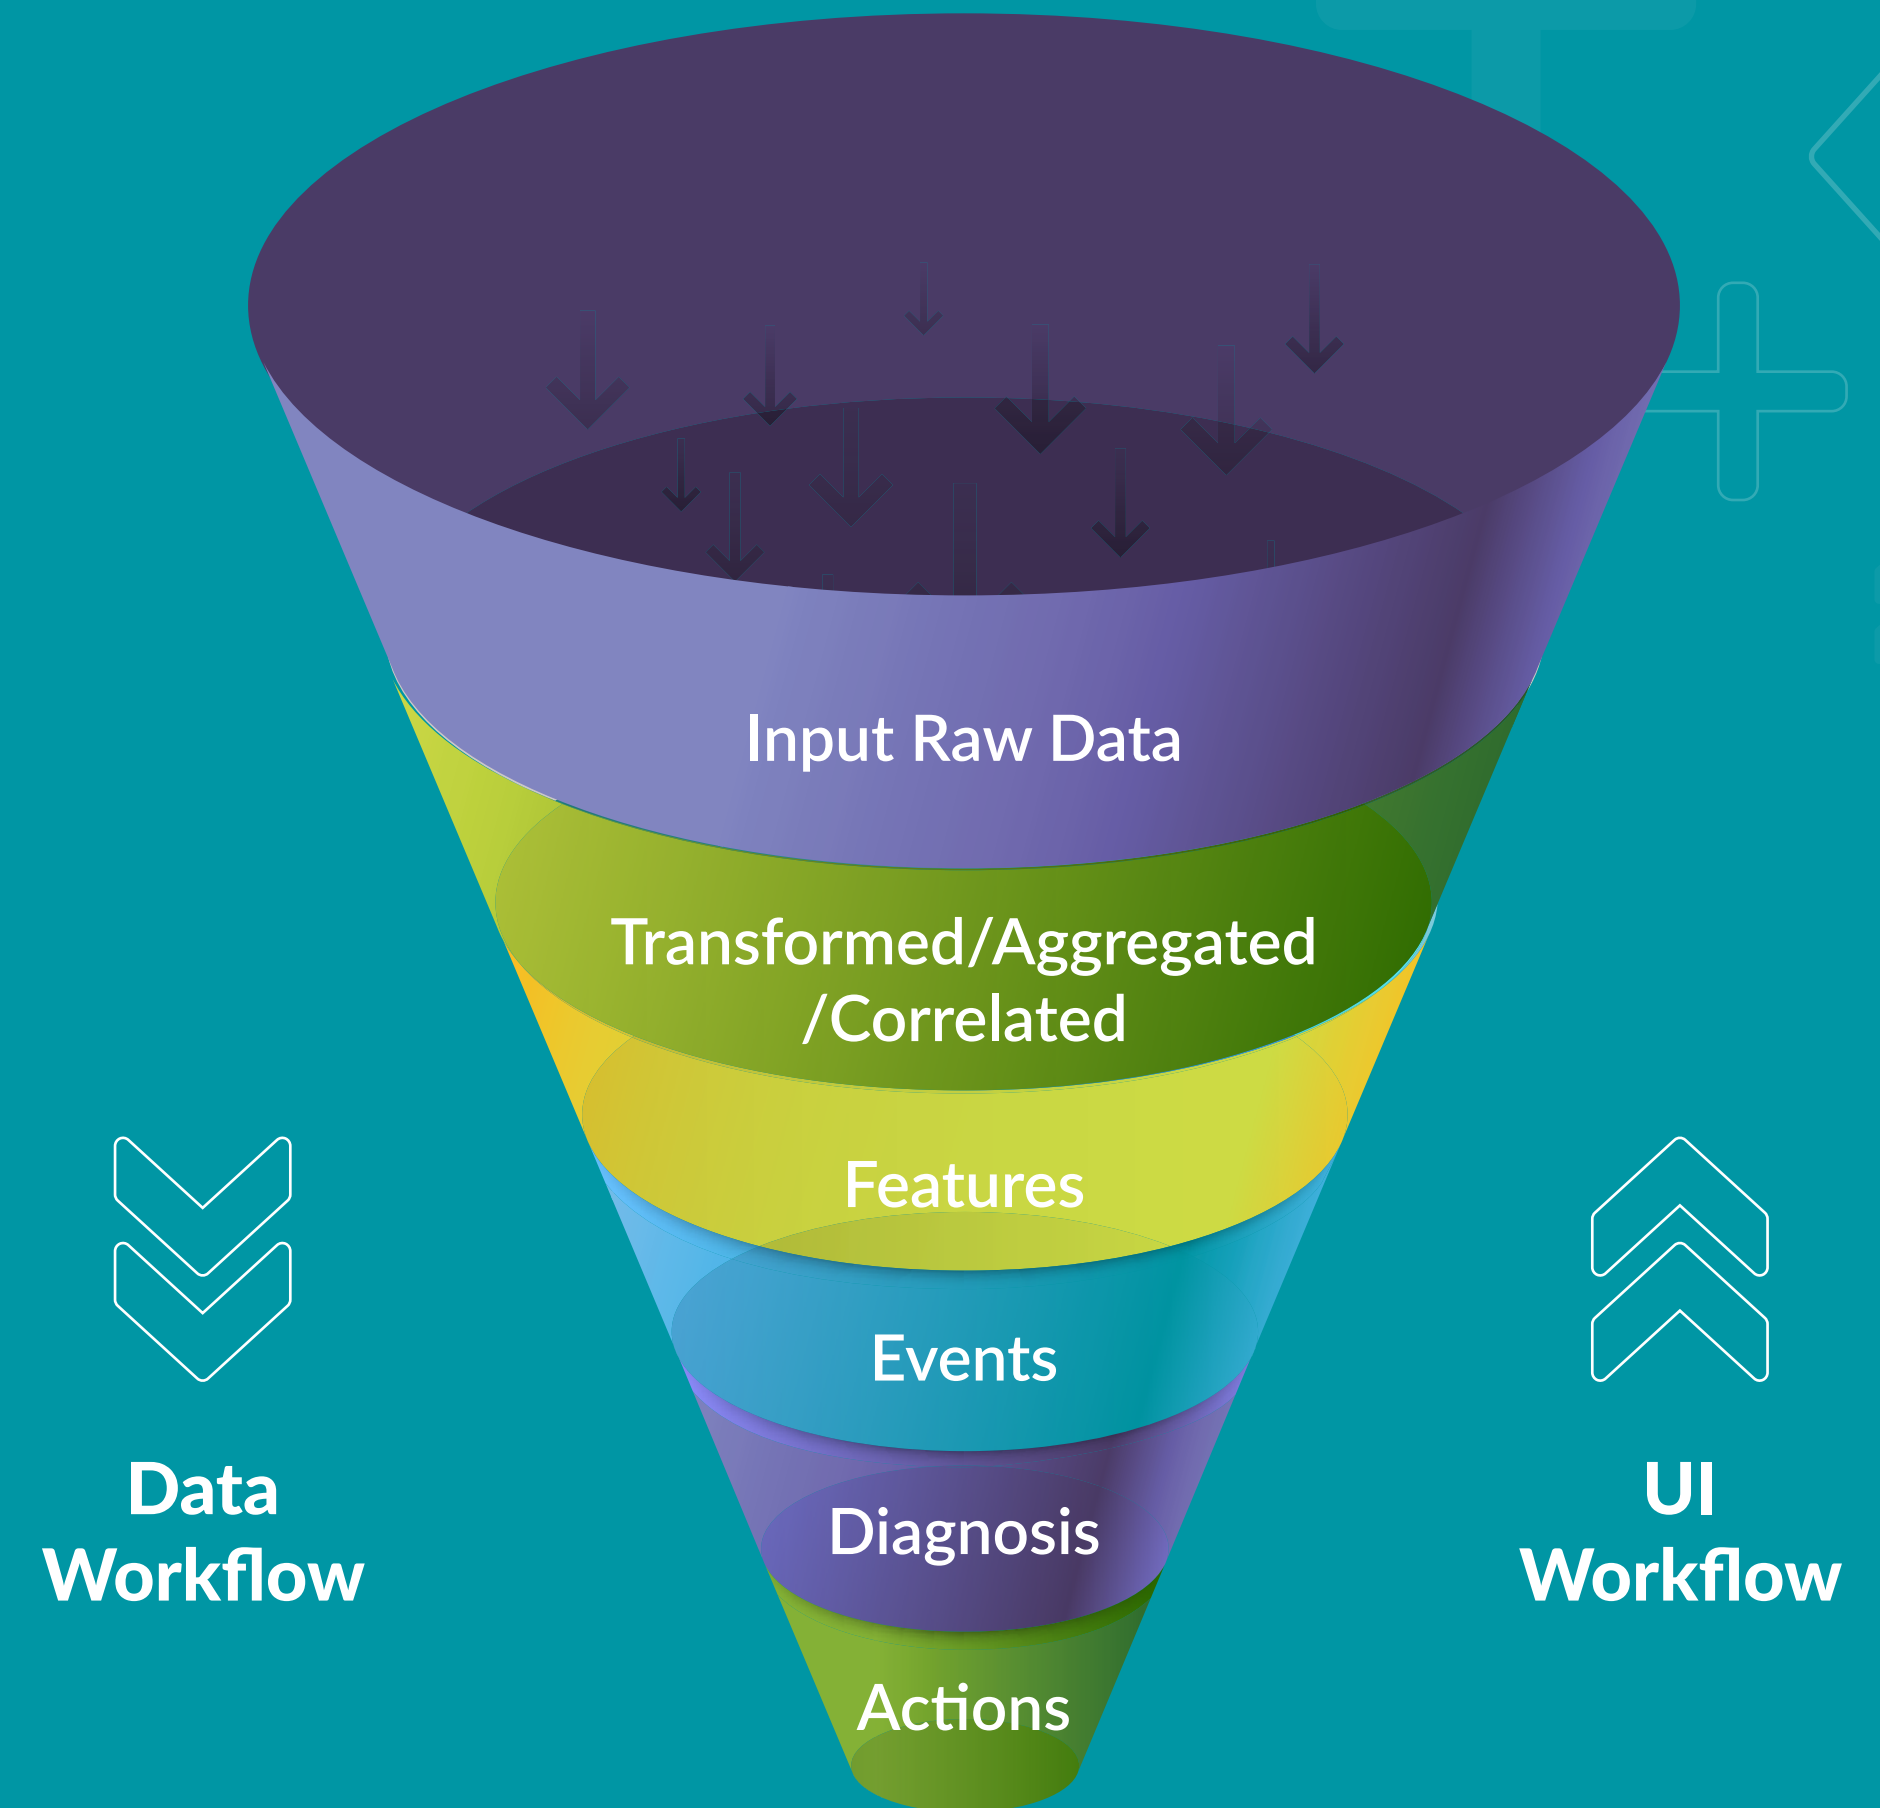 Input Raw Data
Transformed/Aggregated
/Correlated
Features
Events
Diagnosis
Actions
Data
Workflow
UI
Workflow